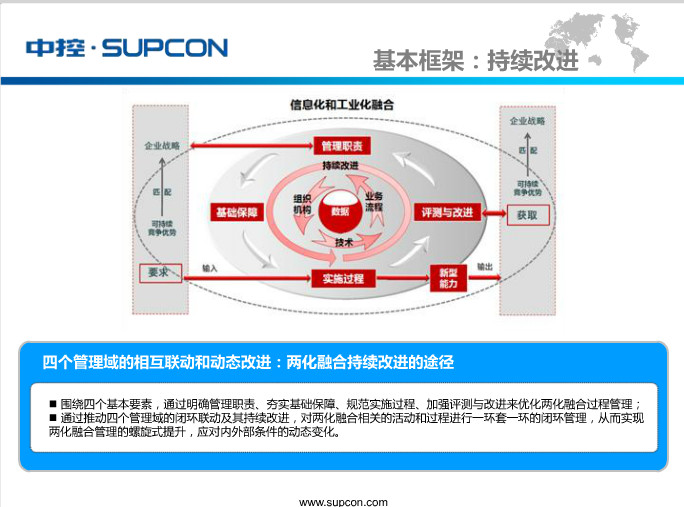 中控·SUPCON
基本框架：持续改进
信息化和工业化融合
企业战略
匹 配
可持续
竞争优势
要求
输入
管理职责
持续改进
组织
机构
业务
流程
数据
技术
基础保障
评测与改进
实施过程
新型
能力
输出
企业战略
匹 配
可持续
竞争优势
获取
四个管理域的相互联动和动态改进：两化融合持续改进的途径
■ 围绕四个基本要素，通过明确管理职责、夯实基础保障、规范实施过程、加强评测与改进来优化两化融合过程管理；
■ 通过推动四个管理域的闭环联动及其持续改进，对两化融合相关的活动和过程进行一环套一环的闭环管理，从而实现
两化融合管理的螺旋式提升，应对内外部条件的动态变化。
www.supcon.com